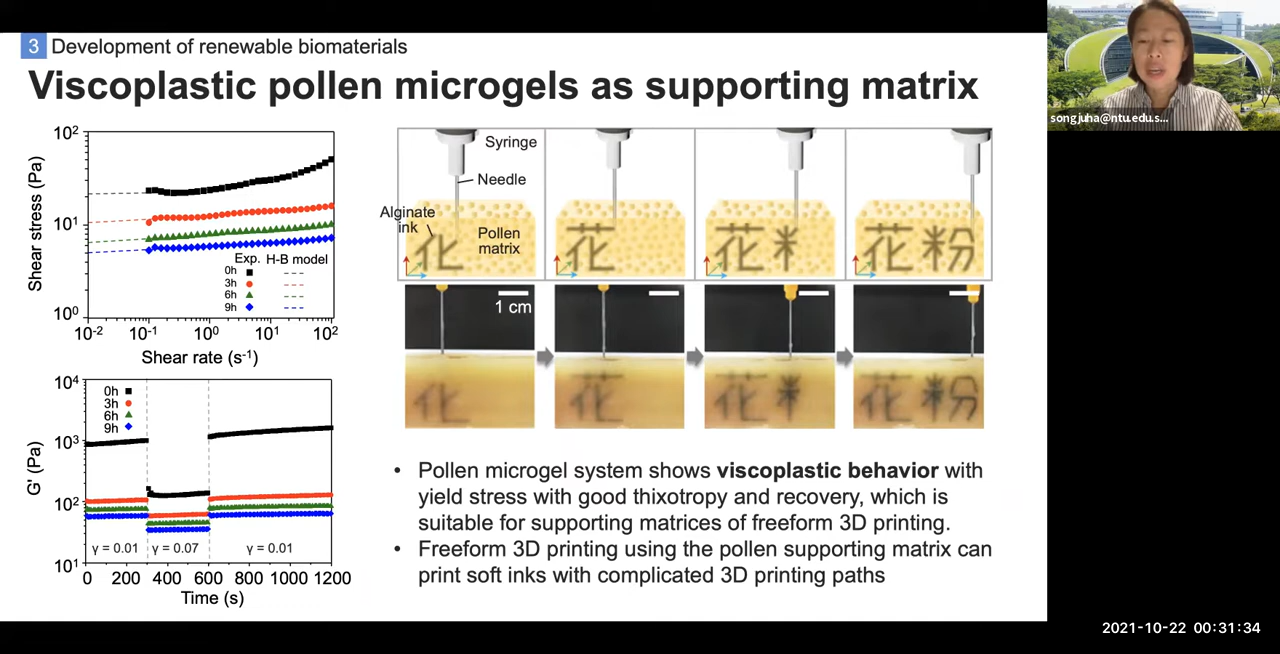 3 Development of renewable biomaterials
Viscoplastic pollen microgels as supporting matrix
songjuha@ntu.edu.s...
Shear stress (Pa)
10²
10¹
10⁰
10⁻² 10⁻¹ 10⁰ 10¹ 10²
Shear rate (s⁻¹)
Exp. H-B model
0h
3h
6h
9h
G' (Pa)
10⁴
10³
10²
10¹
0h
3h
6h
9h
γ = 0.01 γ = 0.07 γ = 0.01
0 200 400 600 800 1000 1200
Time (s)
Syringe
Needle
Alginate
ink
Pollen
matrix
化 花 花米 花粉
1 cm
化 花 花米 花粉
• Pollen microgel system shows viscoplastic behavior with
yield stress with good thixotropy and recovery, which is
suitable for supporting matrices of freeform 3D printing.
• Freeform 3D printing using the pollen supporting matrix can
print soft inks with complicated 3D printing paths
2021-10-22 00:31:34